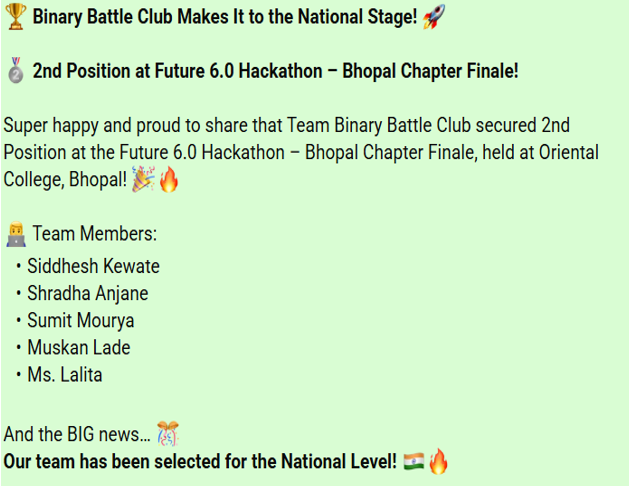 🏆 Binary Battle Club Makes It to the National Stage! 🚀
🥈 2nd Position at Future 6.0 Hackathon – Bhopal Chapter Finale!
Super happy and proud to share that Team Binary Battle Club secured 2nd
Position at the Future 6.0 Hackathon – Bhopal Chapter Finale, held at Oriental
College, Bhopal! 🎉🔥
👨‍💻 Team Members:
• Siddhesh Kewate
• Shradha Anjane
• Sumit Mourya
• Muskan Lade
• Ms. Lalita
And the BIG news… 🎊
Our team has been selected for the National Level! 🇮🇳🔥